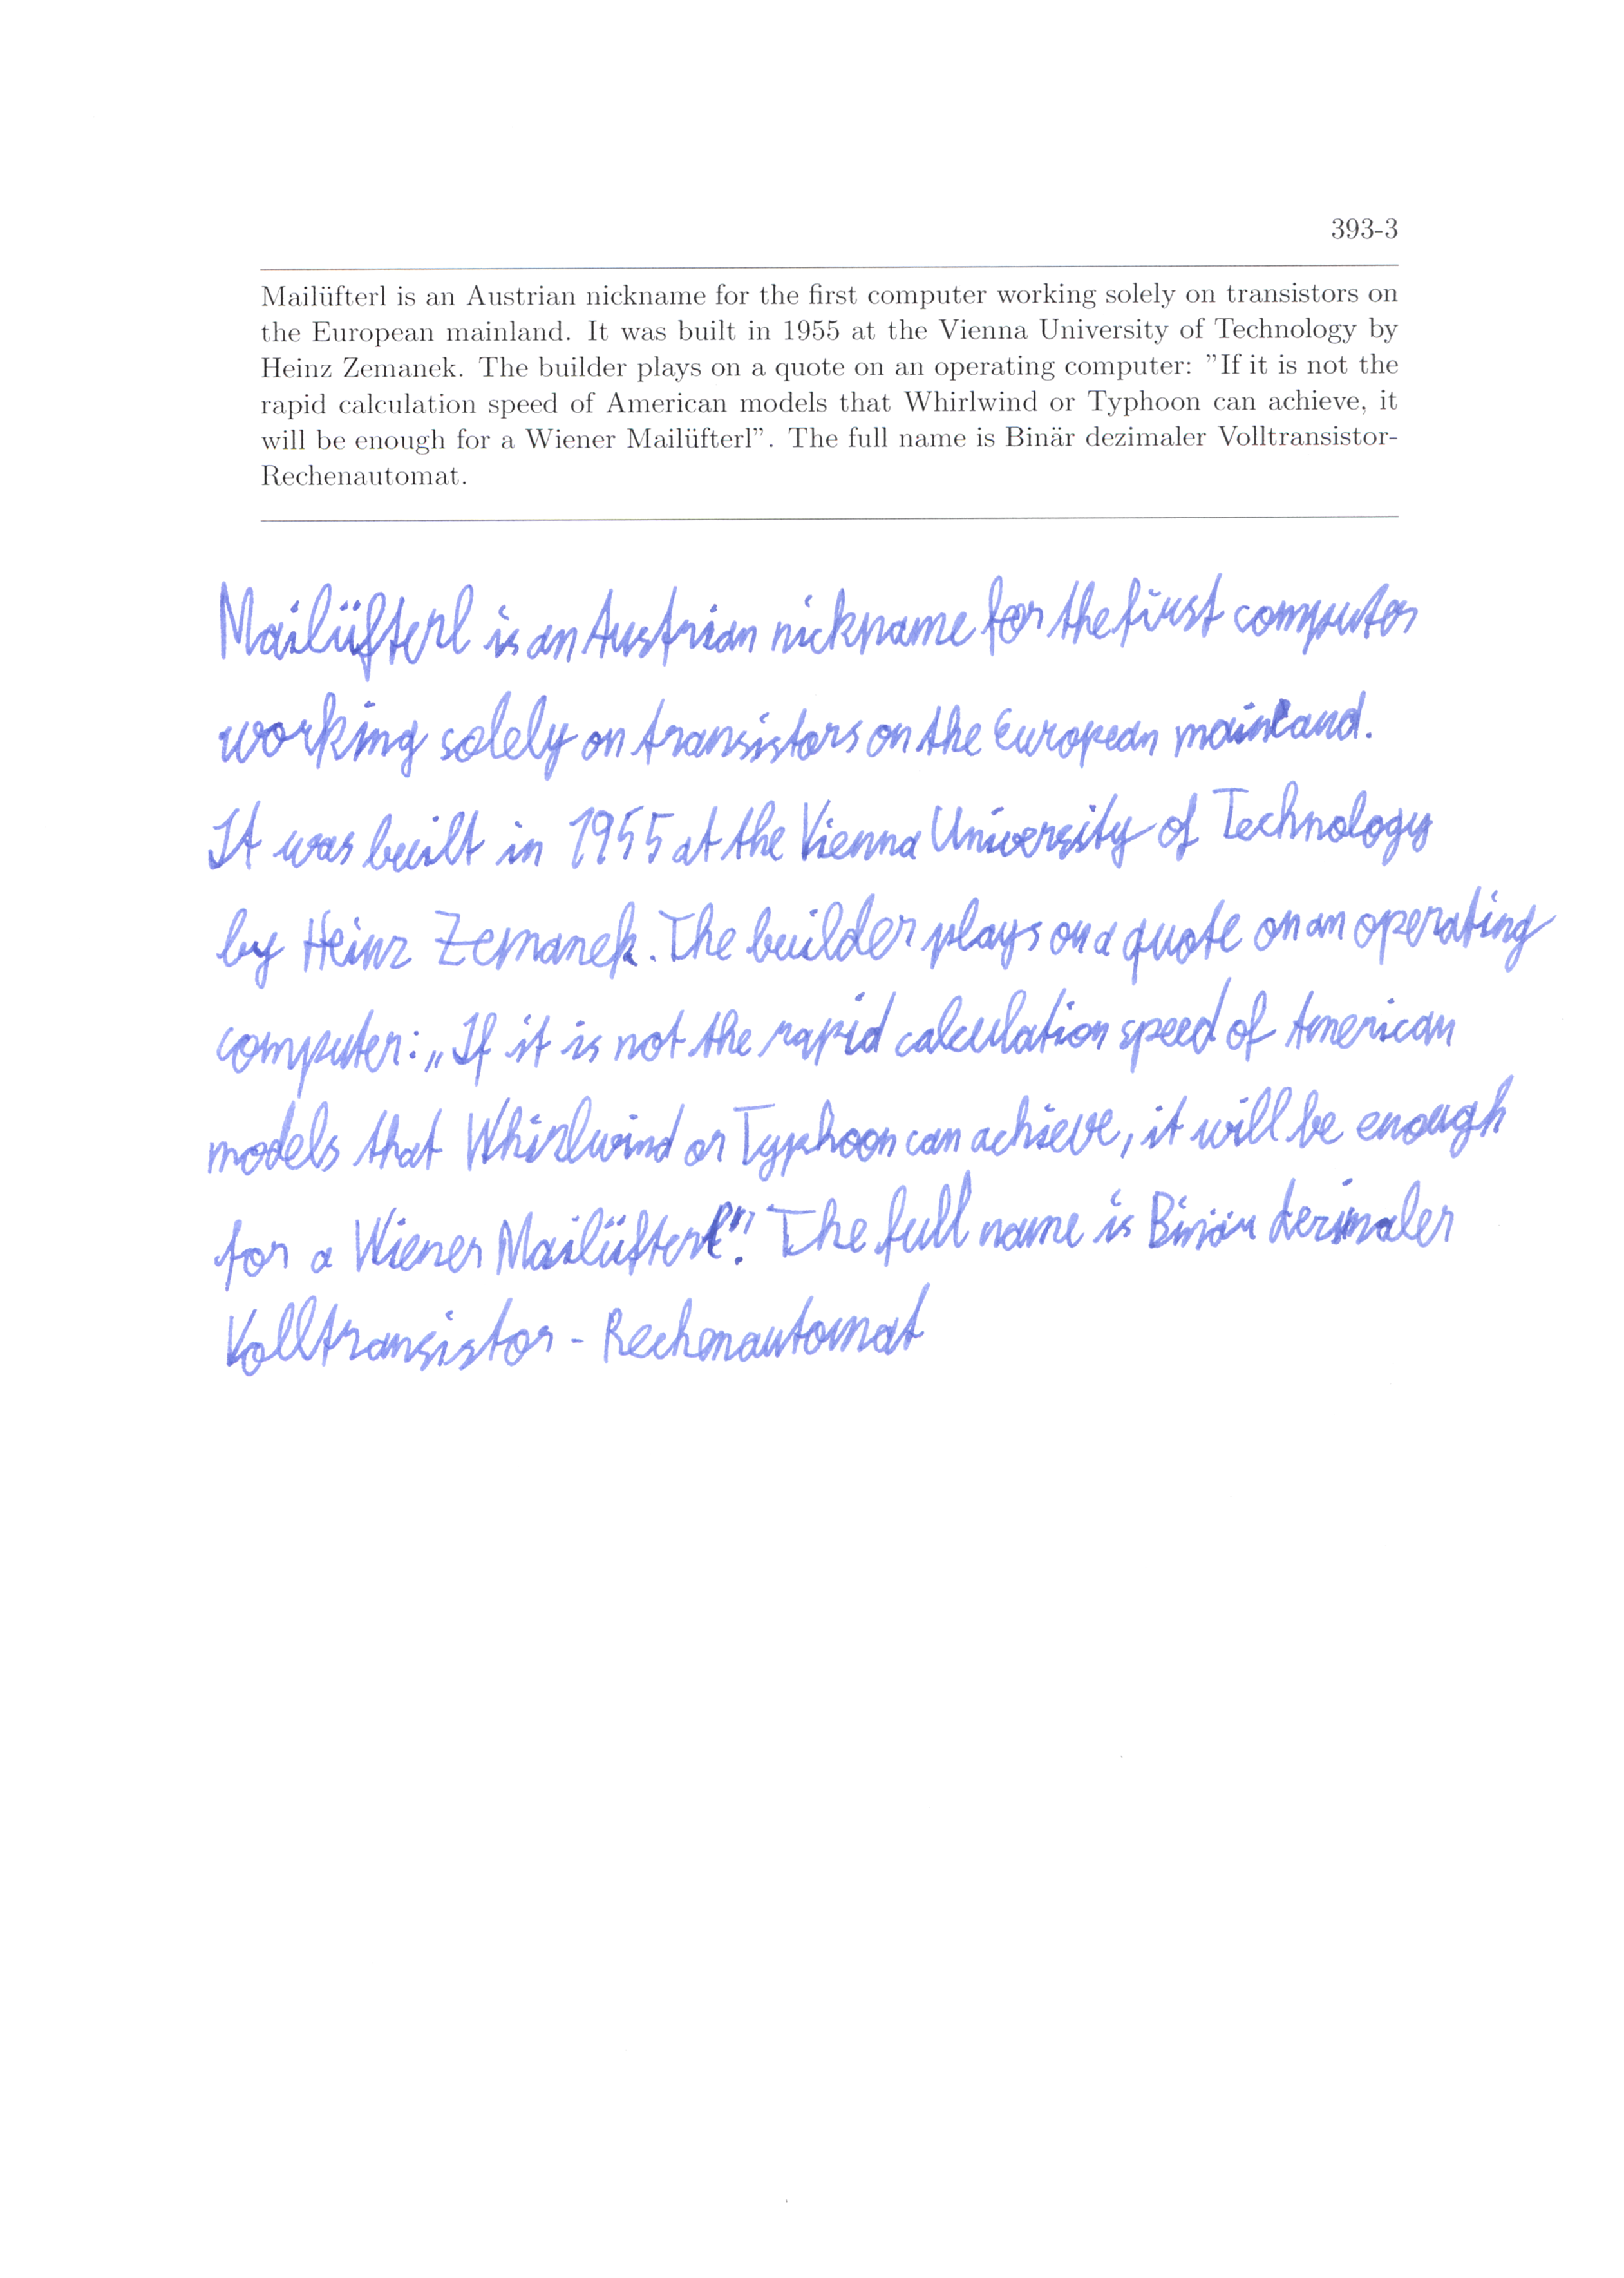 393-3
Mailüfterl is an Austrian nickname for the first computer working solely on transistors on
the European mainland. It was built in 1955 at the Vienna University of Technology by
Heinz Zemanek. The builder plays on a quote on an operating computer: ”If it is not the
rapid calculation speed of American models that Whirlwind or Typhoon can achieve, it
will be enough for a Wiener Mailüfterl”. The full name is Binär dezimaler Volltransistor-
Rechenautomat.
Mailüfterl is an Austrian nickname for the first computer
working solely on transistors on the European mainland.
It was built in 1955 at the Vienna University of Technology
by Heinz Zemanek. The builder plays on a quote on an operating
computer: „If it is not the rapid calculation speed of American
models that Whirlwind or Typhoon can achieve, it will be enough
for a Wiener Mailüfterl”. The full name is Binär dezimaler
Volltransistor - Rechenautomat